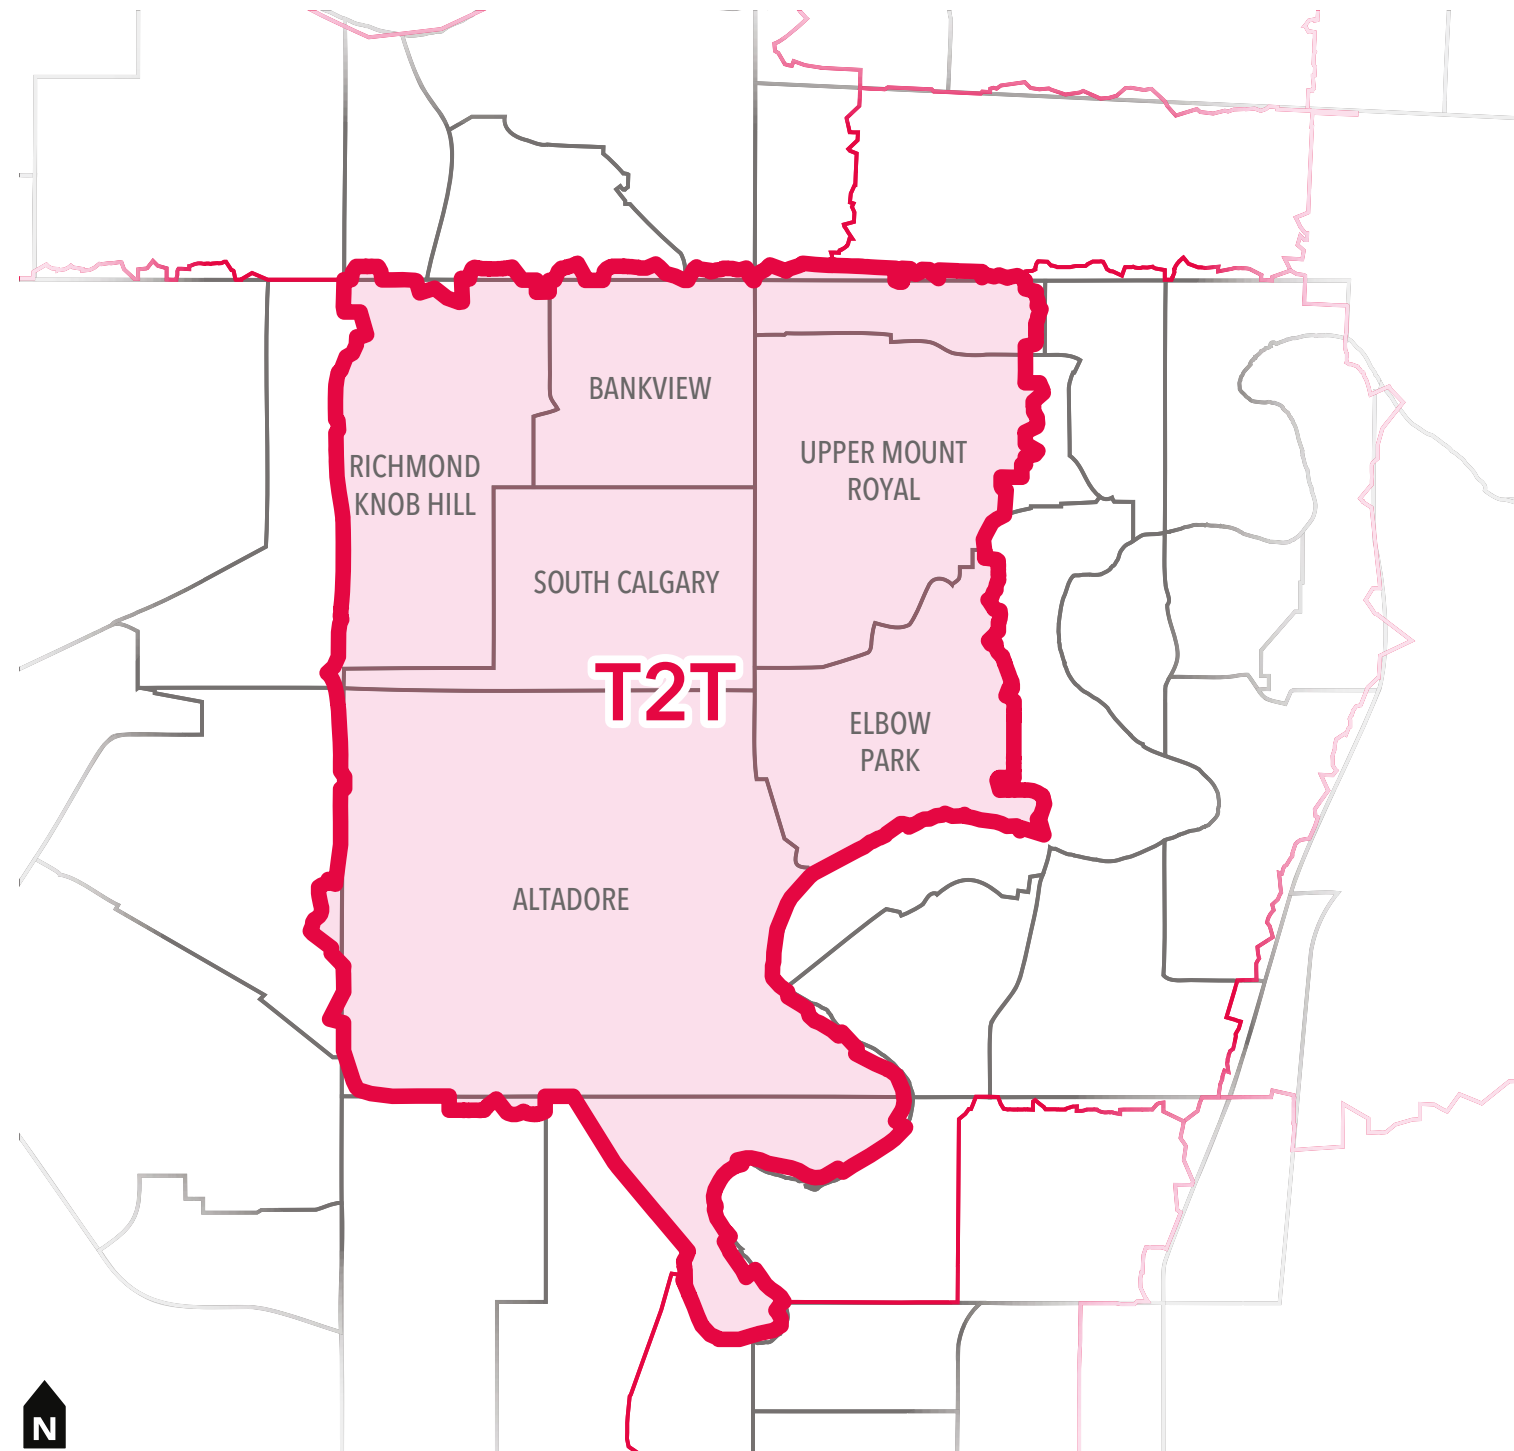 BANKVIEW
RICHMOND
KNOB HILL
UPPER MOUNT
ROYAL
SOUTH CALGARY
T2T
ELBOW
PARK
ALTADORE
N